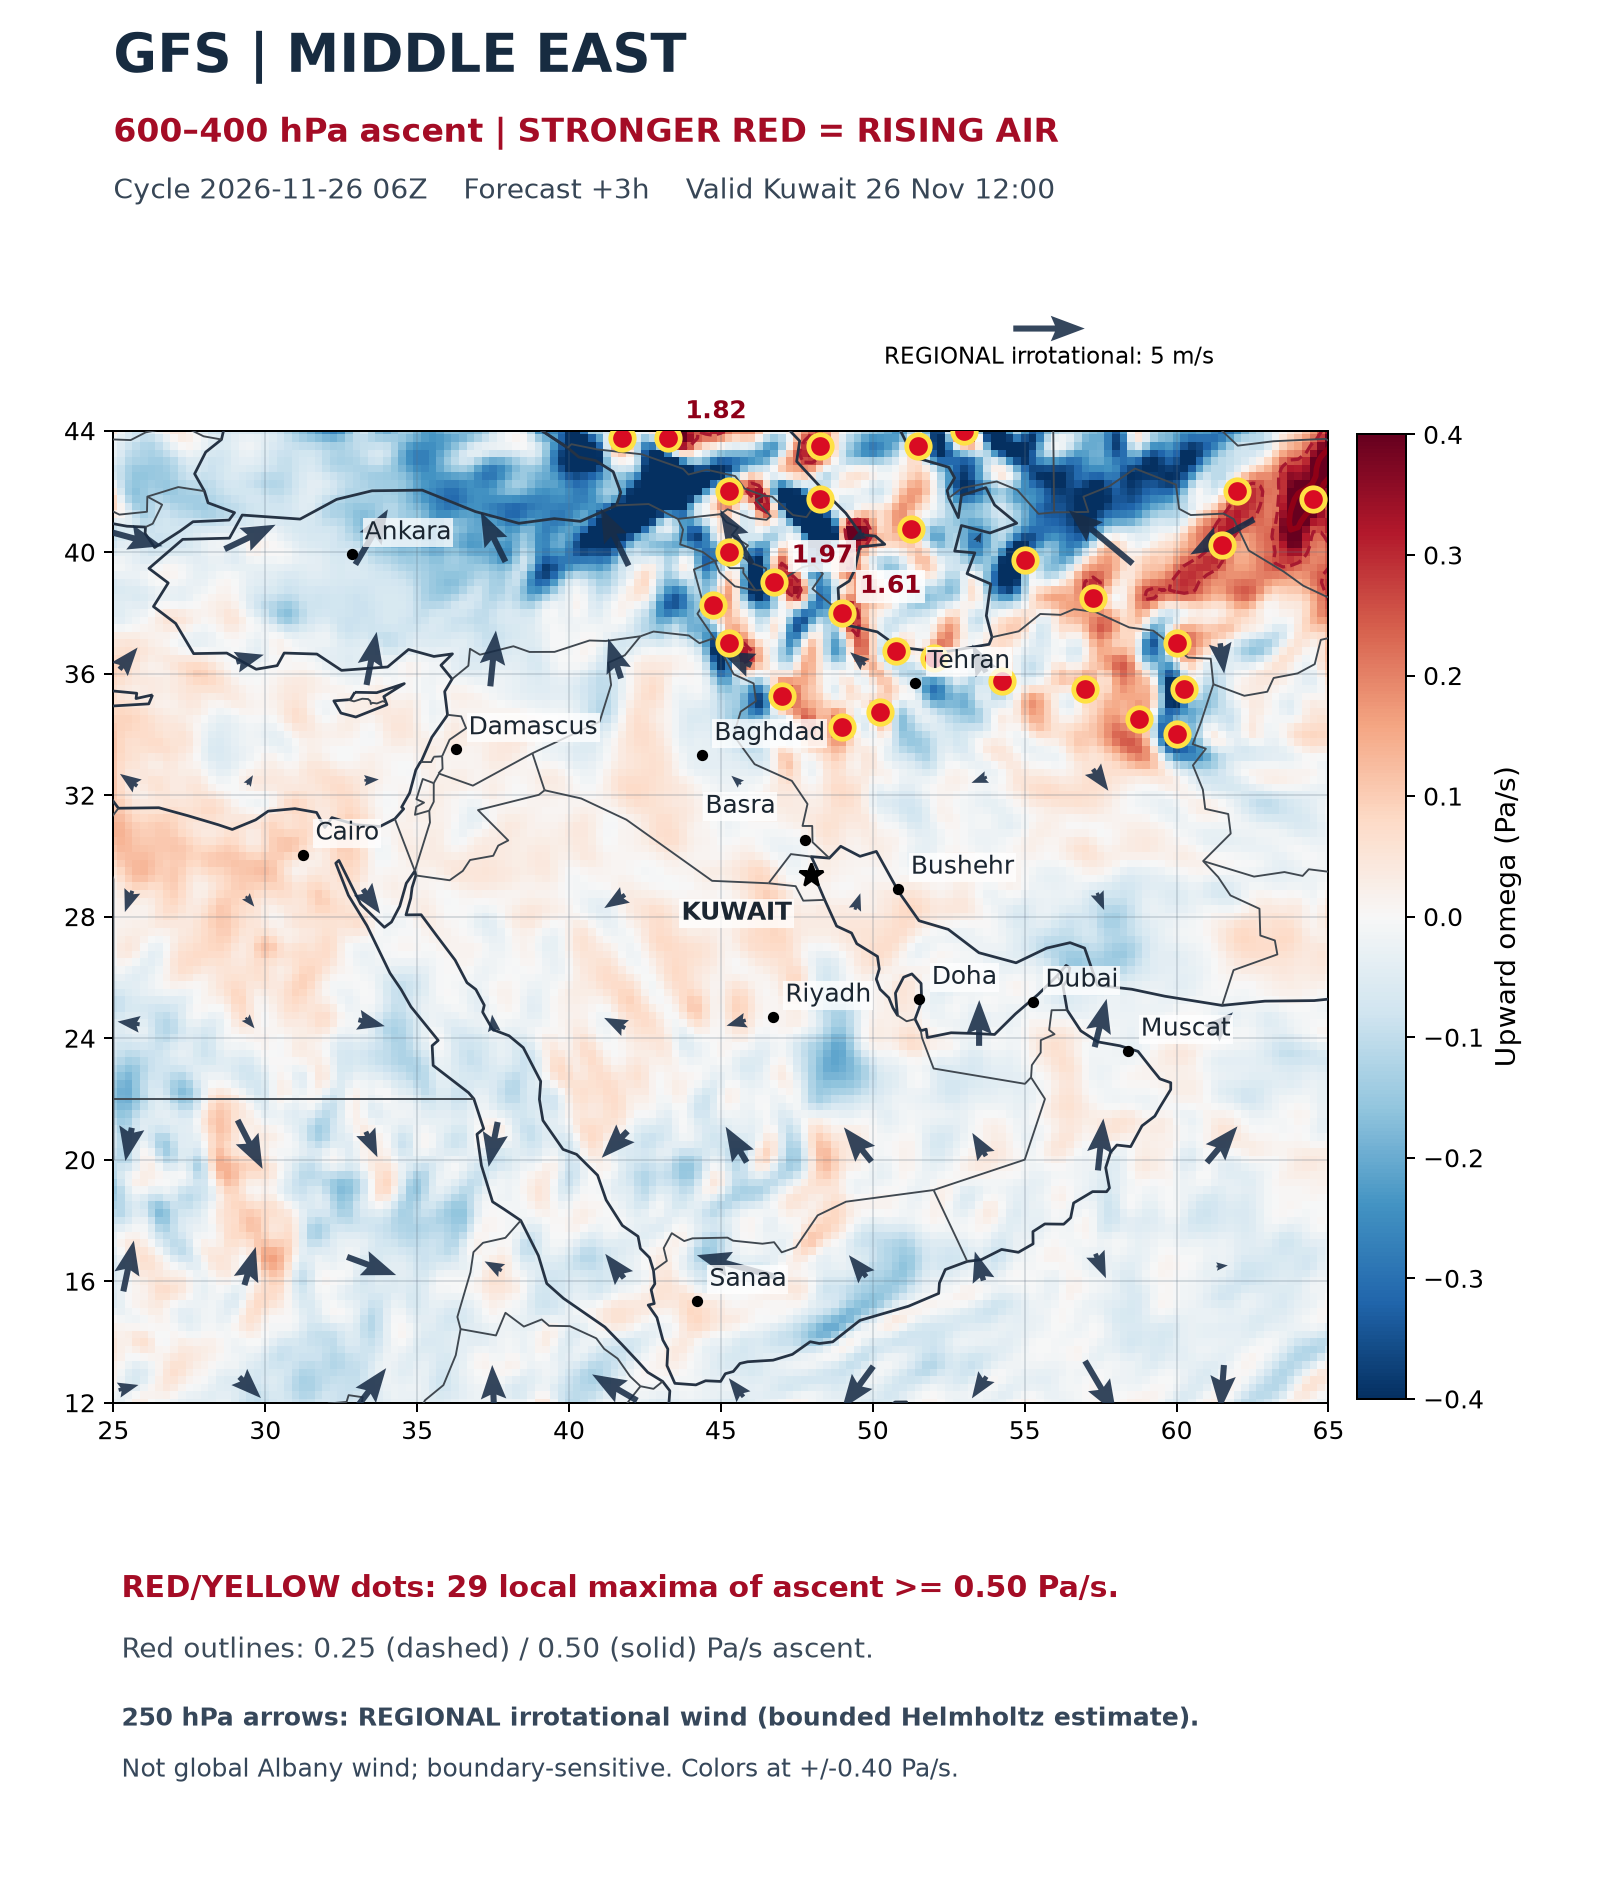 GFS | MIDDLE EAST
600–400 hPa ascent | STRONGER RED = RISING AIR
Cycle 2026-11-26 06Z    Forecast +3h    Valid Kuwait 26 Nov 12:00
REGIONAL irrotational: 5 m/s
1.82
44
40
36
32
28
24
20
16
12
Ankara
1.97
1.61
Tehran
Damascus
Baghdad
Basra
Cairo
Bushehr
KUWAIT
Doha
Dubai
Riyadh
Muscat
Sanaa
25
30
35
40
45
50
55
60
65
0.4
0.3
0.2
0.1
0.0
−0.1
−0.2
−0.3
−0.4
Upward omega (Pa/s)
RED/YELLOW dots: 29 local maxima of ascent >= 0.50 Pa/s.
Red outlines: 0.25 (dashed) / 0.50 (solid) Pa/s ascent.
250 hPa arrows: REGIONAL irrotational wind (bounded Helmholtz estimate).
Not global Albany wind; boundary-sensitive. Colors at +/-0.40 Pa/s.